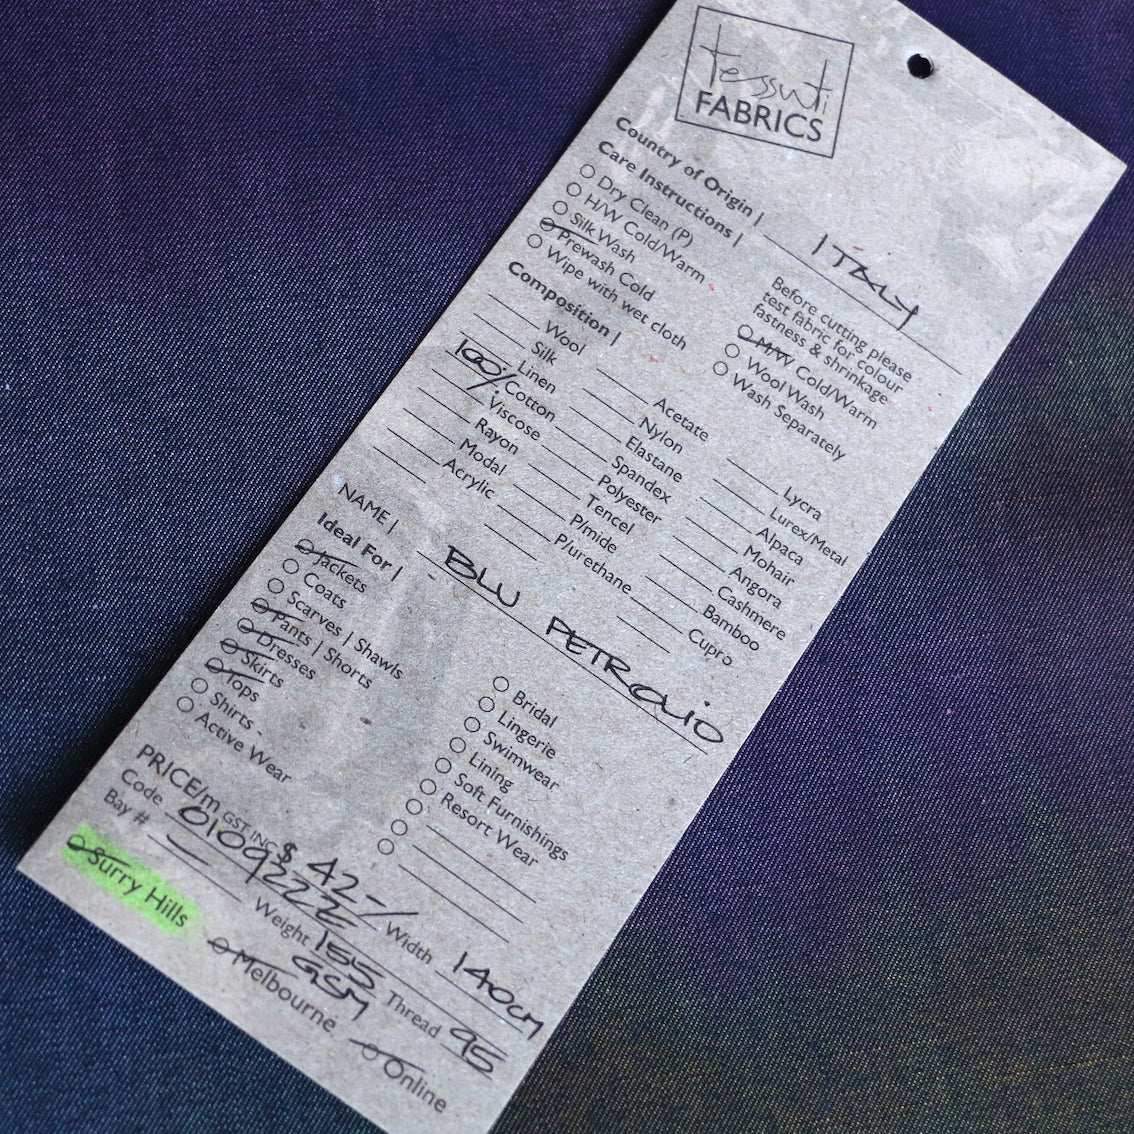 tessuti
FABRICS
Country of Origin | ITALY
Care Instructions |
Dry Clean (P)
H/W Cold/Warm
Silk Wash
Prewash Cold
Wipe with wet cloth
Before cutting please
test fabric for colour
fastness & shrinkage
M/W Cold/Warm
Wool Wash
Wash Separately
Composition |
Wool
Silk
Linen
100% Cotton
Viscose
Rayon
Modal
Acrylic
Acetate
Nylon
Elastane
Spandex
Polyester
Tencel
P/mide
P/urethane
Lycra
Lurex/Metal
Alpaca
Mohair
Angora
Cashmere
Bamboo
Cupro
NAME | BLU PETROLIO
Ideal For |
Jackets
Coats
Scarves | Shawls
Pants | Shorts
Dresses
Skirts
Tops
Shirts
Active Wear
Bridal
Lingerie
Swimwear
Lining
Soft Furnishings
Resort Wear
PRICE/m GST INC $ 42-/ Width 140cm
Code 0109222 Weight 155 GSM Thread 95
Bay #
Surry Hills
Melbourne
Online